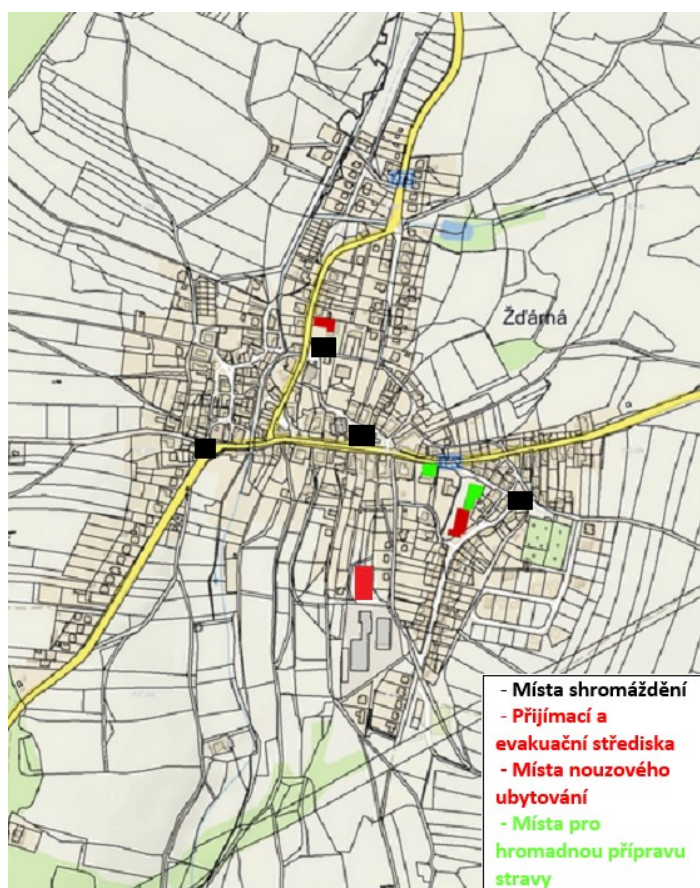 Žďárná
- Místa shromáždění
- Přijímací a
evakuační střediska
- Místa nouzového
ubytování
- Místa pro
hromadnou přípravu
stravy